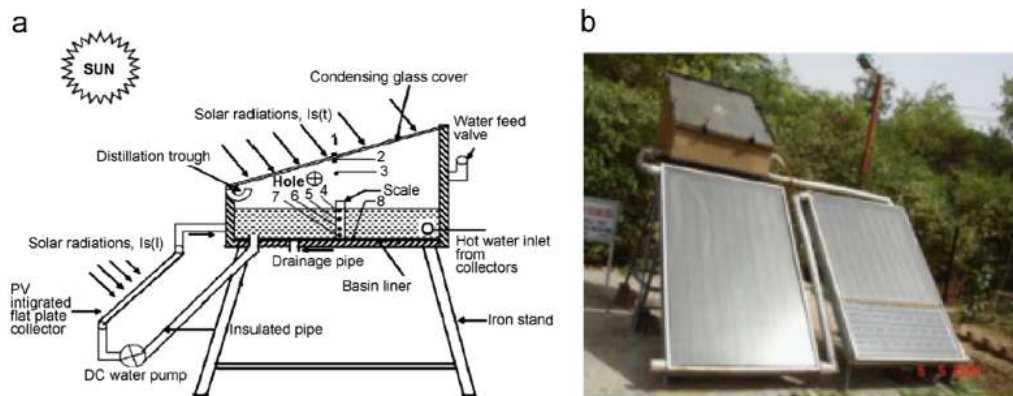 a
b
SUN
Condensing glass cover
Solar radiations, Is(t)
Water feed
valve
Distillation trough
1
2
3
Hole
Scale
4
5
6
7
8
Solar radiations, Is(l)
Hot water inlet
from
collectors
Drainage pipe
Basin liner
PV
intigrated
flat plate
collector
Insulated pipe
Iron stand
DC water pump